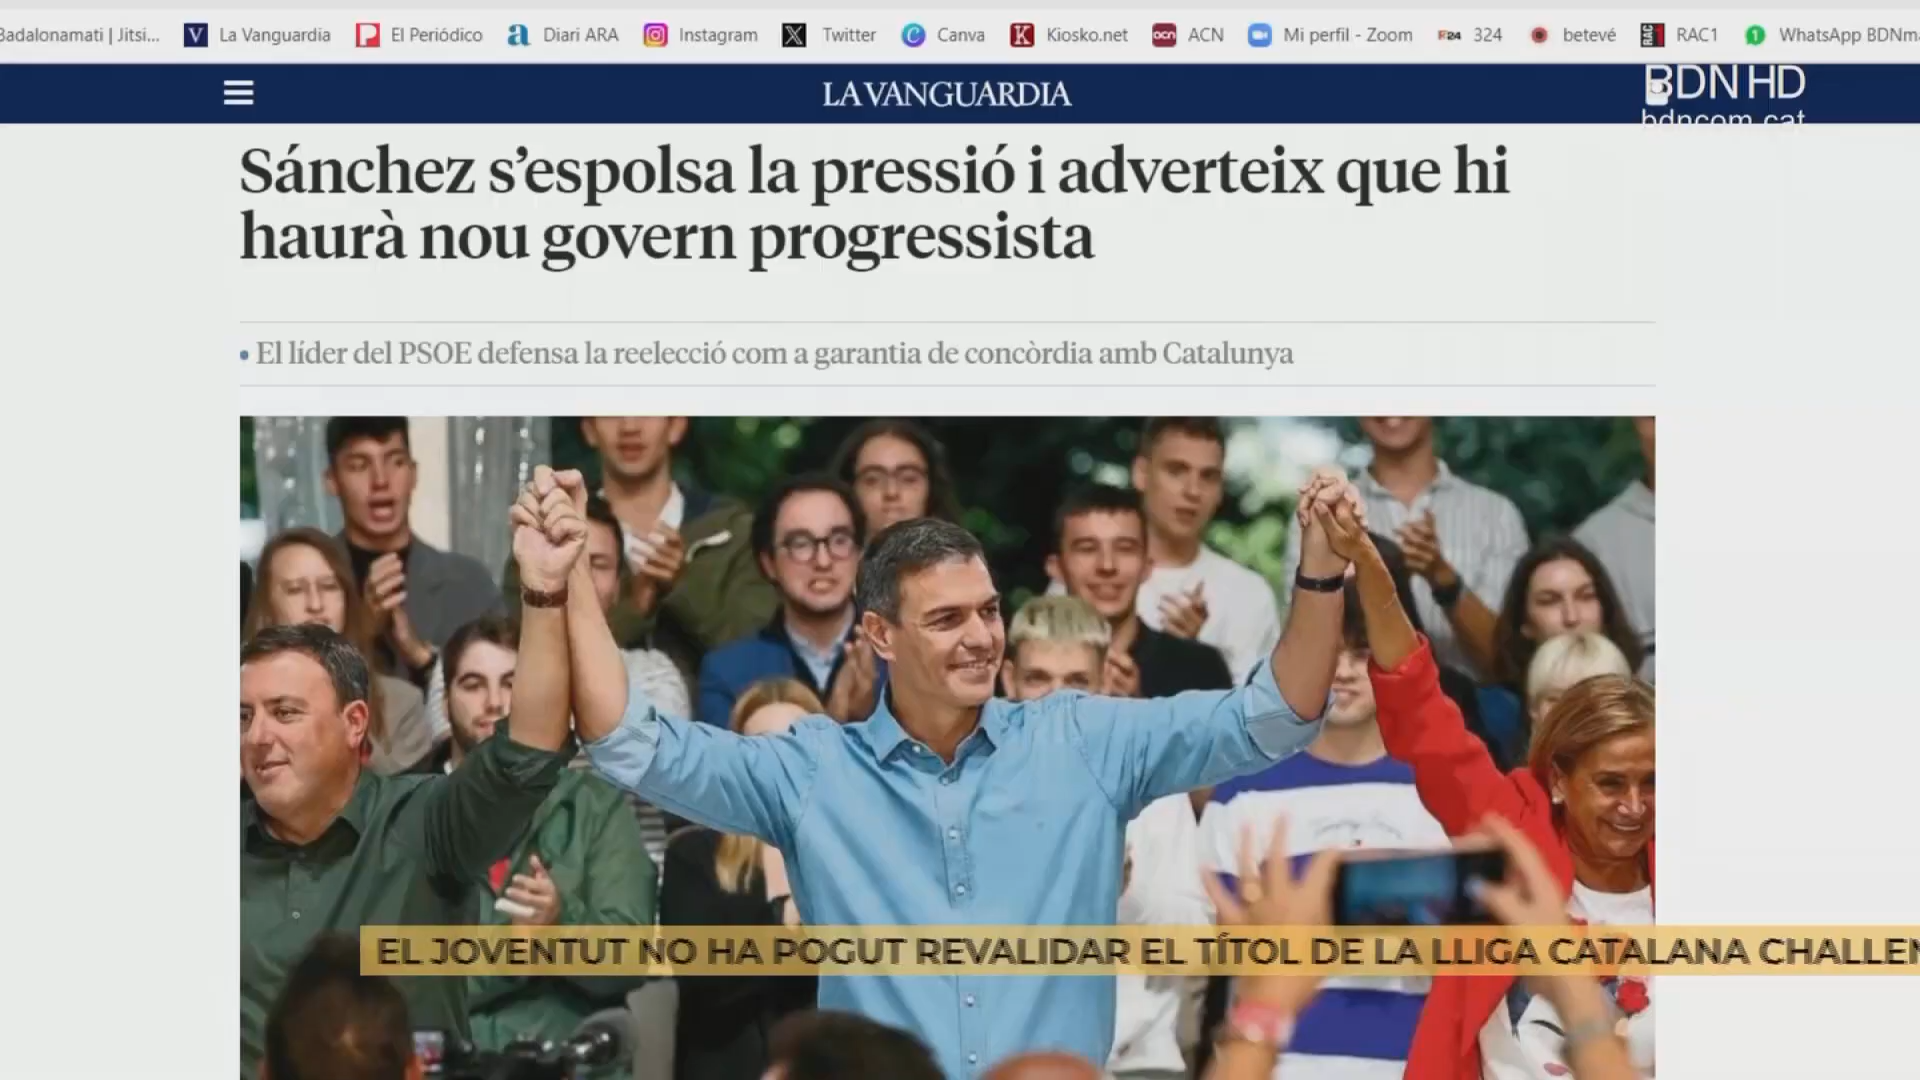 Badalonamati | Jitsi... La Vanguardia El Periódico Diari ARA Instagram Twitter Canva Kiosko.net ACN Mi perfil - Zoom 324 betevé RAC1 WhatsApp BDNma
LA VANGUARDIA
BDN HD
bdncom.cat
Sánchez s'espolsa la pressió i adverteix que hi
haurà nou govern progressista
• El líder del PSOE defensa la reelecció com a garantia de concòrdia amb Catalunya
EL JOVENTUT NO HA POGUT REVALIDAR EL TÍTOL DE LA LLIGA CATALANA CHALLEN